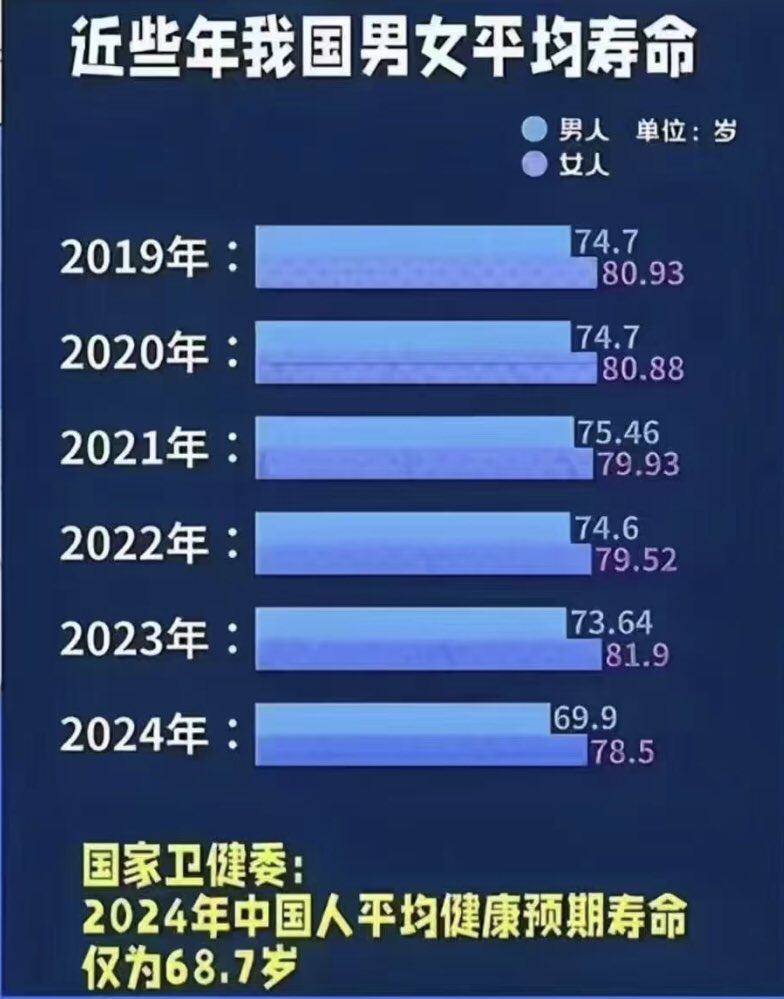 近些年我国男女平均寿命
男人 单位：岁
女人
2019年： 74.7
80.93
2020年： 74.7
80.88
2021年： 75.46
79.93
2022年： 74.6
79.52
2023年： 73.64
81.9
2024年： 69.9
78.5
国家卫健委：
2024年中国人平均健康预期寿命
仅为68.7岁